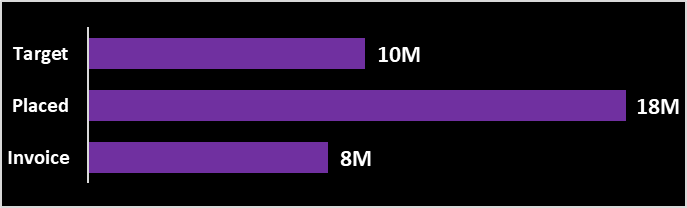 Target 10M
Placed 18M
Invoice 8M